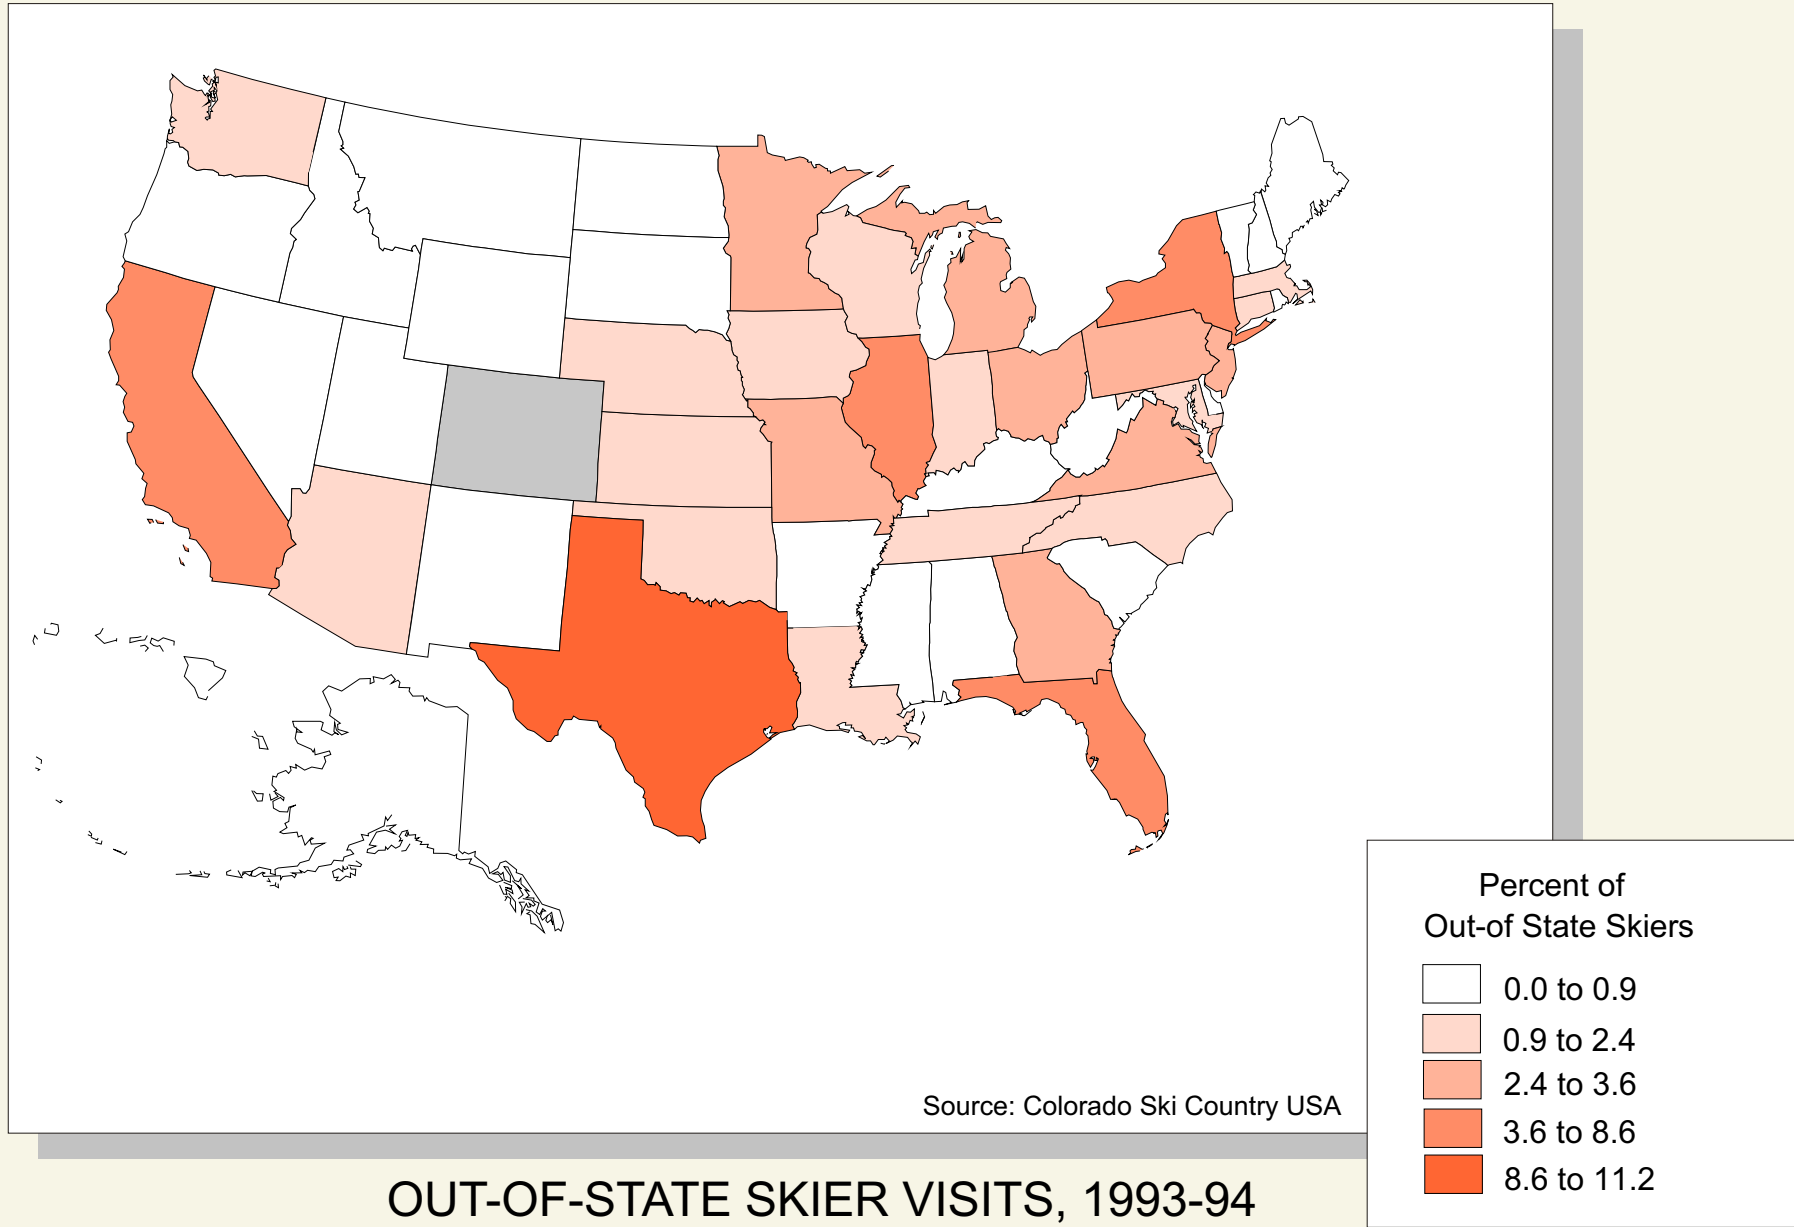 Percent of
Out-of State Skiers
0.0 to 0.9
0.9 to 2.4
2.4 to 3.6
3.6 to 8.6
8.6 to 11.2
Source: Colorado Ski Country USA
OUT-OF-STATE SKIER VISITS, 1993-94